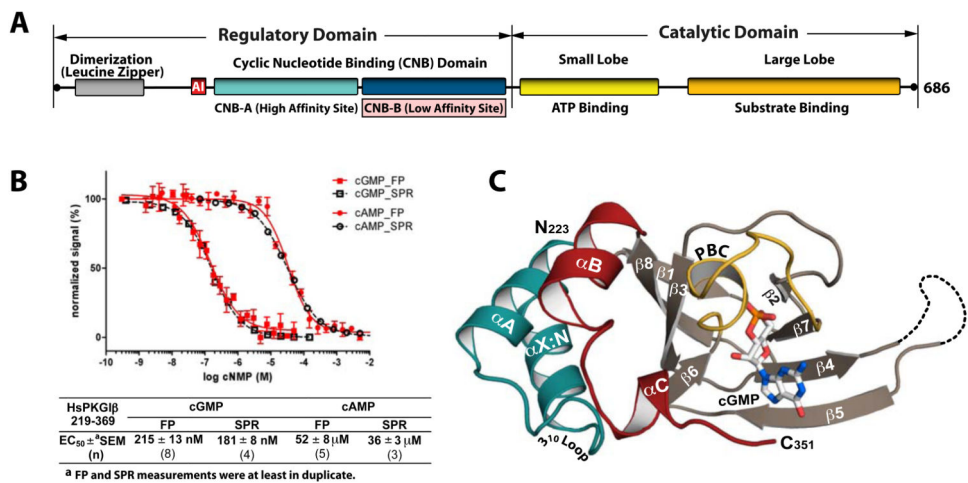 A
Regulatory Domain
Catalytic Domain
Dimerization
(Leucine Zipper)
Cyclic Nucleotide Binding (CNB) Domain
Small Lobe
Large Lobe
AI
686
CNB-A (High Affinity Site)
CNB-B (Low Affinity Site)
ATP Binding
Substrate Binding
B
cGMP_FP
cGMP_SPR
cAMP_FP
cAMP_SPR
normalized signal (%)
100
50
0
-10 -9 -8 -7 -6 -5 -4 -3 -2
log cNMP (M)
HsPKGIβ
219-369
cGMP cAMP
FP SPR FP SPR
EC50 ± aSEM 215 ± 13 nM 181 ± 8 nM 52 ± 8 μM 36 ± 3 μM
(n) (8) (4) (5) (3)
a FP and SPR measurements were at least in duplicate.
C
N223
αB
β8
β1
β3
PBC
β2
αA
αX:N
β7
β4
β6
αC
cGMP
β5
310 Loop
C351